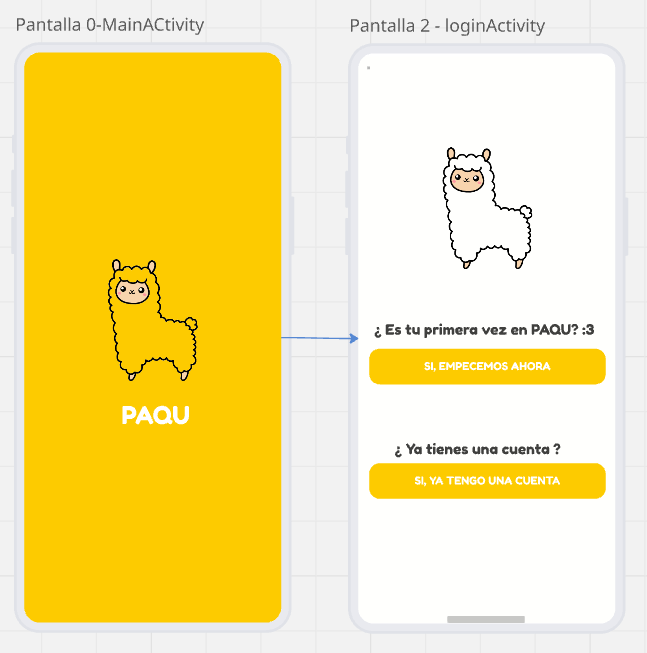 Pantalla 0-MainACtivity
PAQU
Pantalla 2 - loginActivity
¿ Es tu primera vez en PAQU? :3
SI, EMPECEMOS AHORA
¿ Ya tienes una cuenta ?
SI, YA TENGO UNA CUENTA